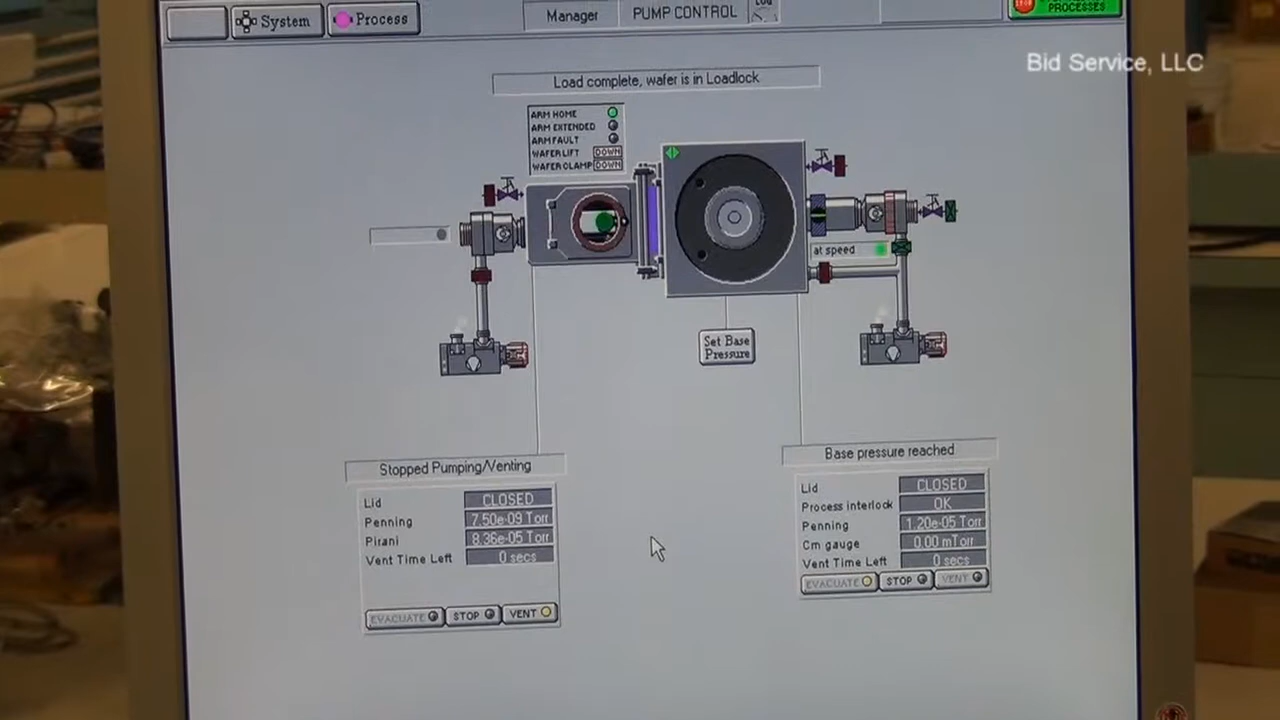 System
Process
Manager
PUMP CONTROL
PROCESSES
Bid Service, LLC
Load complete, wafer is in Loadlock
ARM HOME
ARM EXTENDED
ARM FAULT
WAFER LIFT DOWN
WAFER CLAMP DOWN
at speed
Set Base
Pressure
Stopped Pumping/Venting
Lid CLOSED
Penning 7.50e-09 Torr
Pirani 8.36e-05 Torr
Vent Time Left 0 secs
EVACUATE STOP VENT
Base pressure reached
Lid CLOSED
Process interlock OK
Penning 1.20e-05 Torr
Cm gauge 0.00 mTorr
Vent Time Left 0 secs
EVACUATE STOP VENT